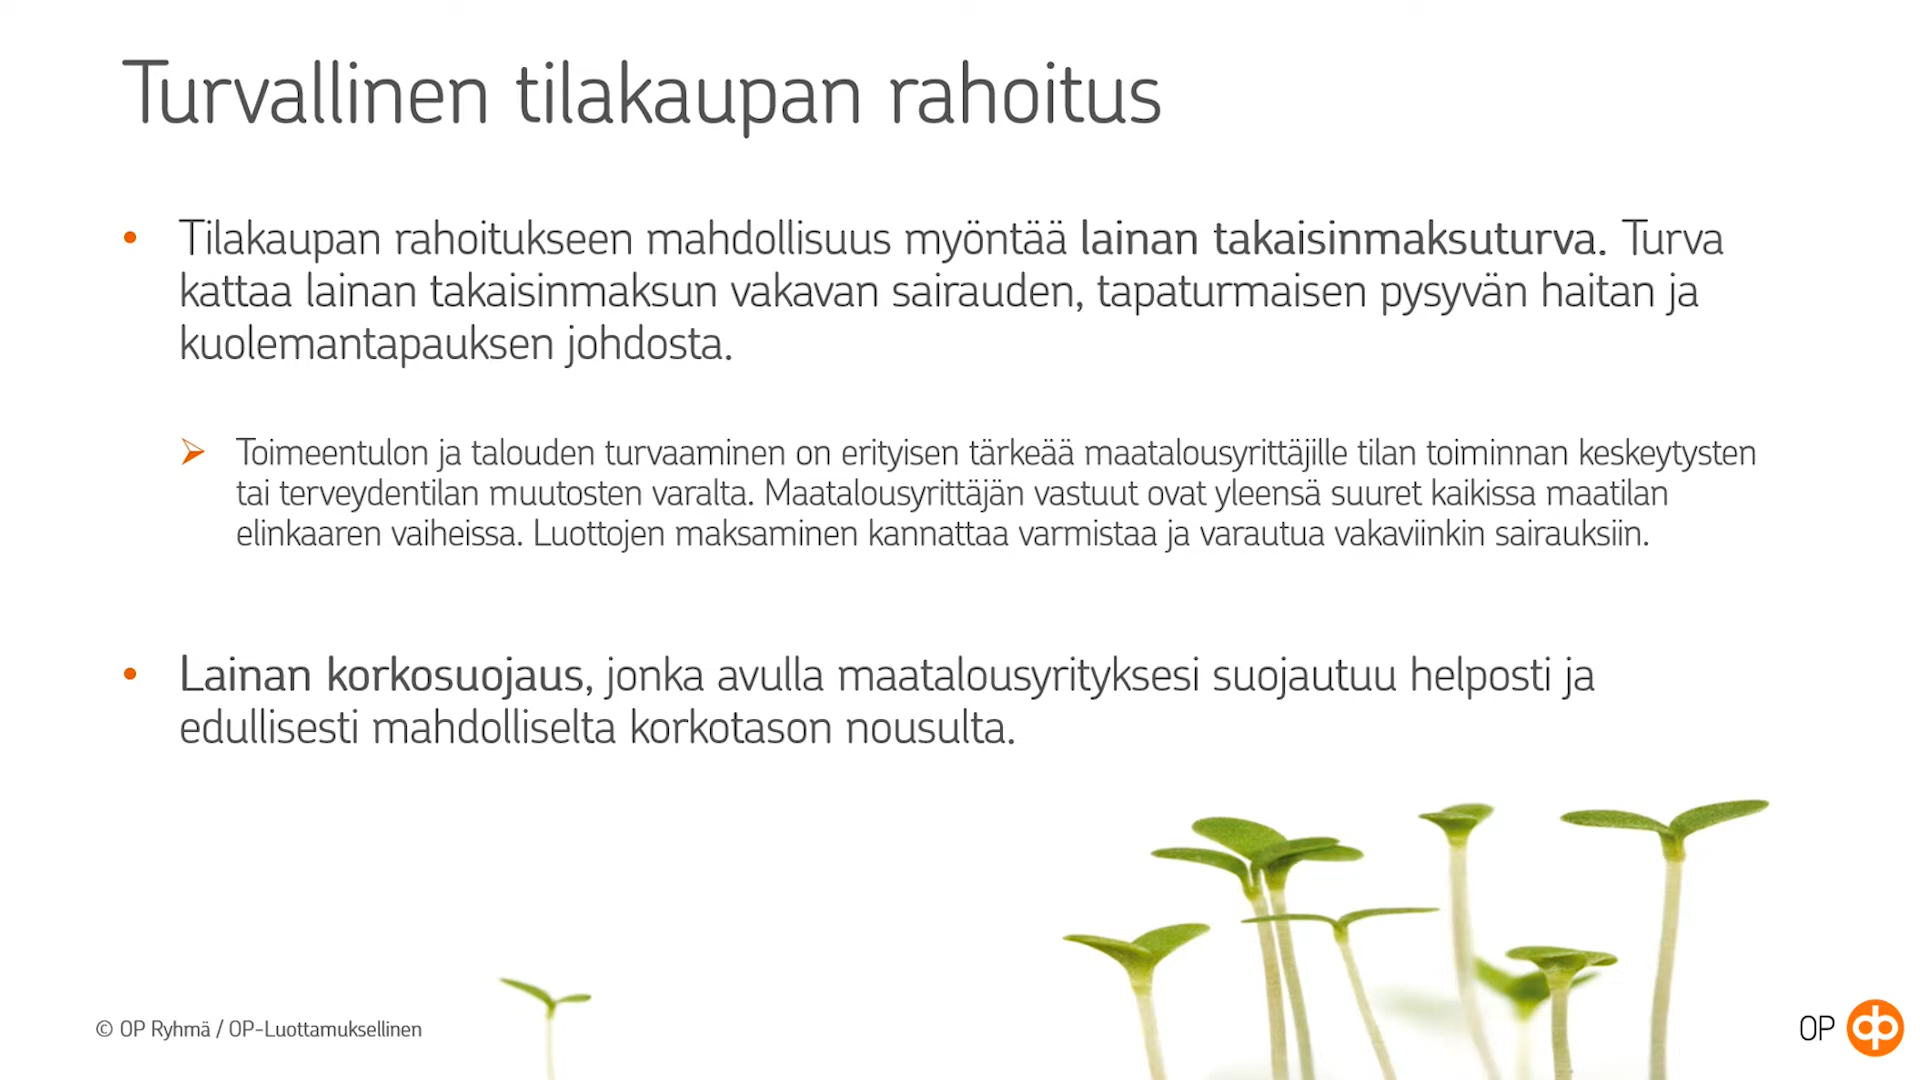 Turvallinen tilakaupan rahoitus
• Tilakaupan rahoitukseen mahdollisuus myöntää lainan takaisinmaksuturva. Turva
kattaa lainan takaisinmaksun vakavan sairauden, tapaturmaisen pysyvän haitan ja
kuolemantapauksen johdosta.
➢ Toimeentulon ja talouden turvaaminen on erityisen tärkeää maatalousyrittäjille tilan toiminnan keskeytysten
tai terveydentilan muutosten varalta. Maatalousyrittäjän vastuut ovat yleensä suuret kaikissa maatilan
elinkaaren vaiheissa. Luottojen maksaminen kannattaa varmistaa ja varautua vakaviinkin sairauksiin.
• Lainan korkosuojaus, jonka avulla maatalousyrityksesi suojautuu helposti ja
edullisesti mahdolliselta korkotason nousulta.
© OP Ryhmä / OP-Luottamuksellinen
OP